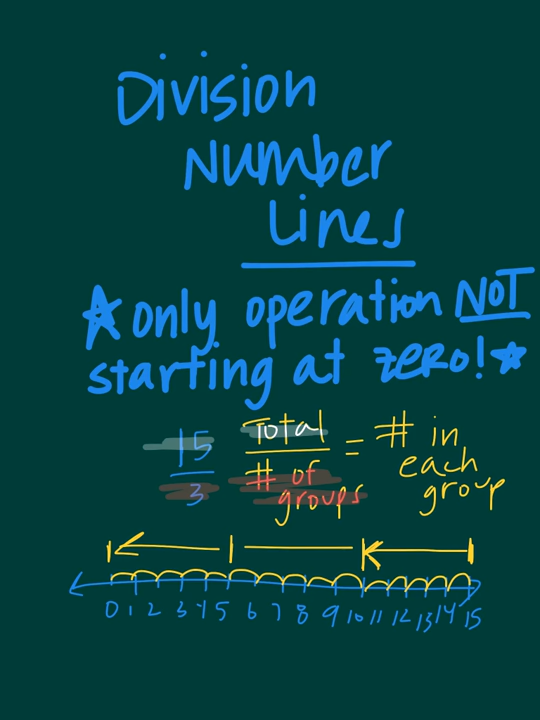 Division
Number
Lines
☆only operation NOT
starting at zero!☆
15 Total = # in
3 # of groups each
group
0 1 2 3 4 5 6 7 8 9 10 11 12 13 14 15